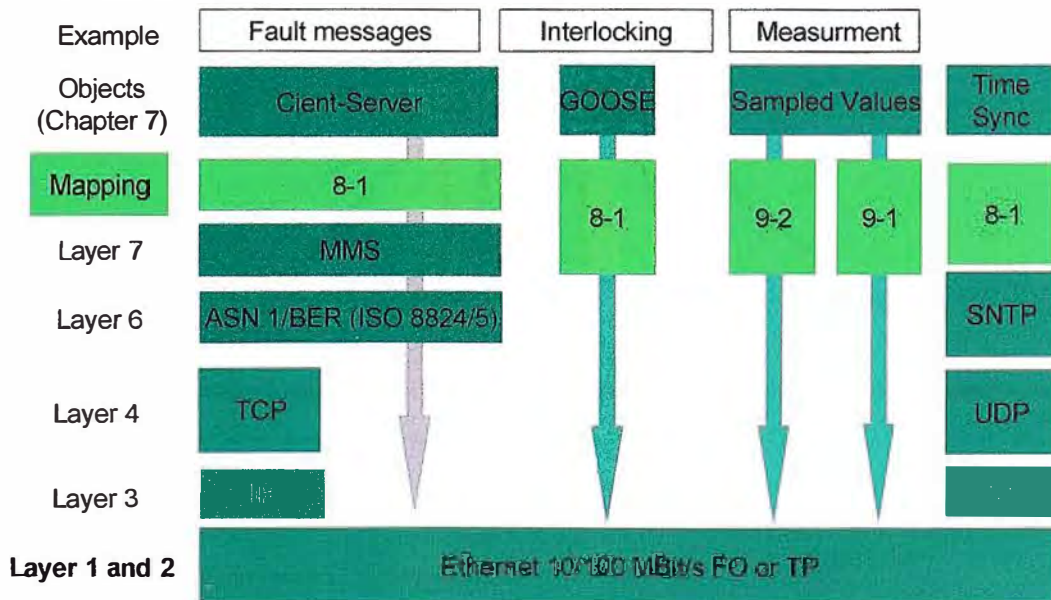 Example
Fault messages
Interlocking
Measurment
Objects
(Chapter 7)
Cient-Server
GOOSE
Sampled Values
Time
Sync
Mapping
8-1
8-1
9-2
9-1
8-1
Layer 7
MMS
Layer 6
ASN 1/BER (ISO 8824/5)
SNTP
Layer 4
TCP
UDP
Layer 3
Layer 1 and 2
Ethernet 10/100 MBit/s FO or TP